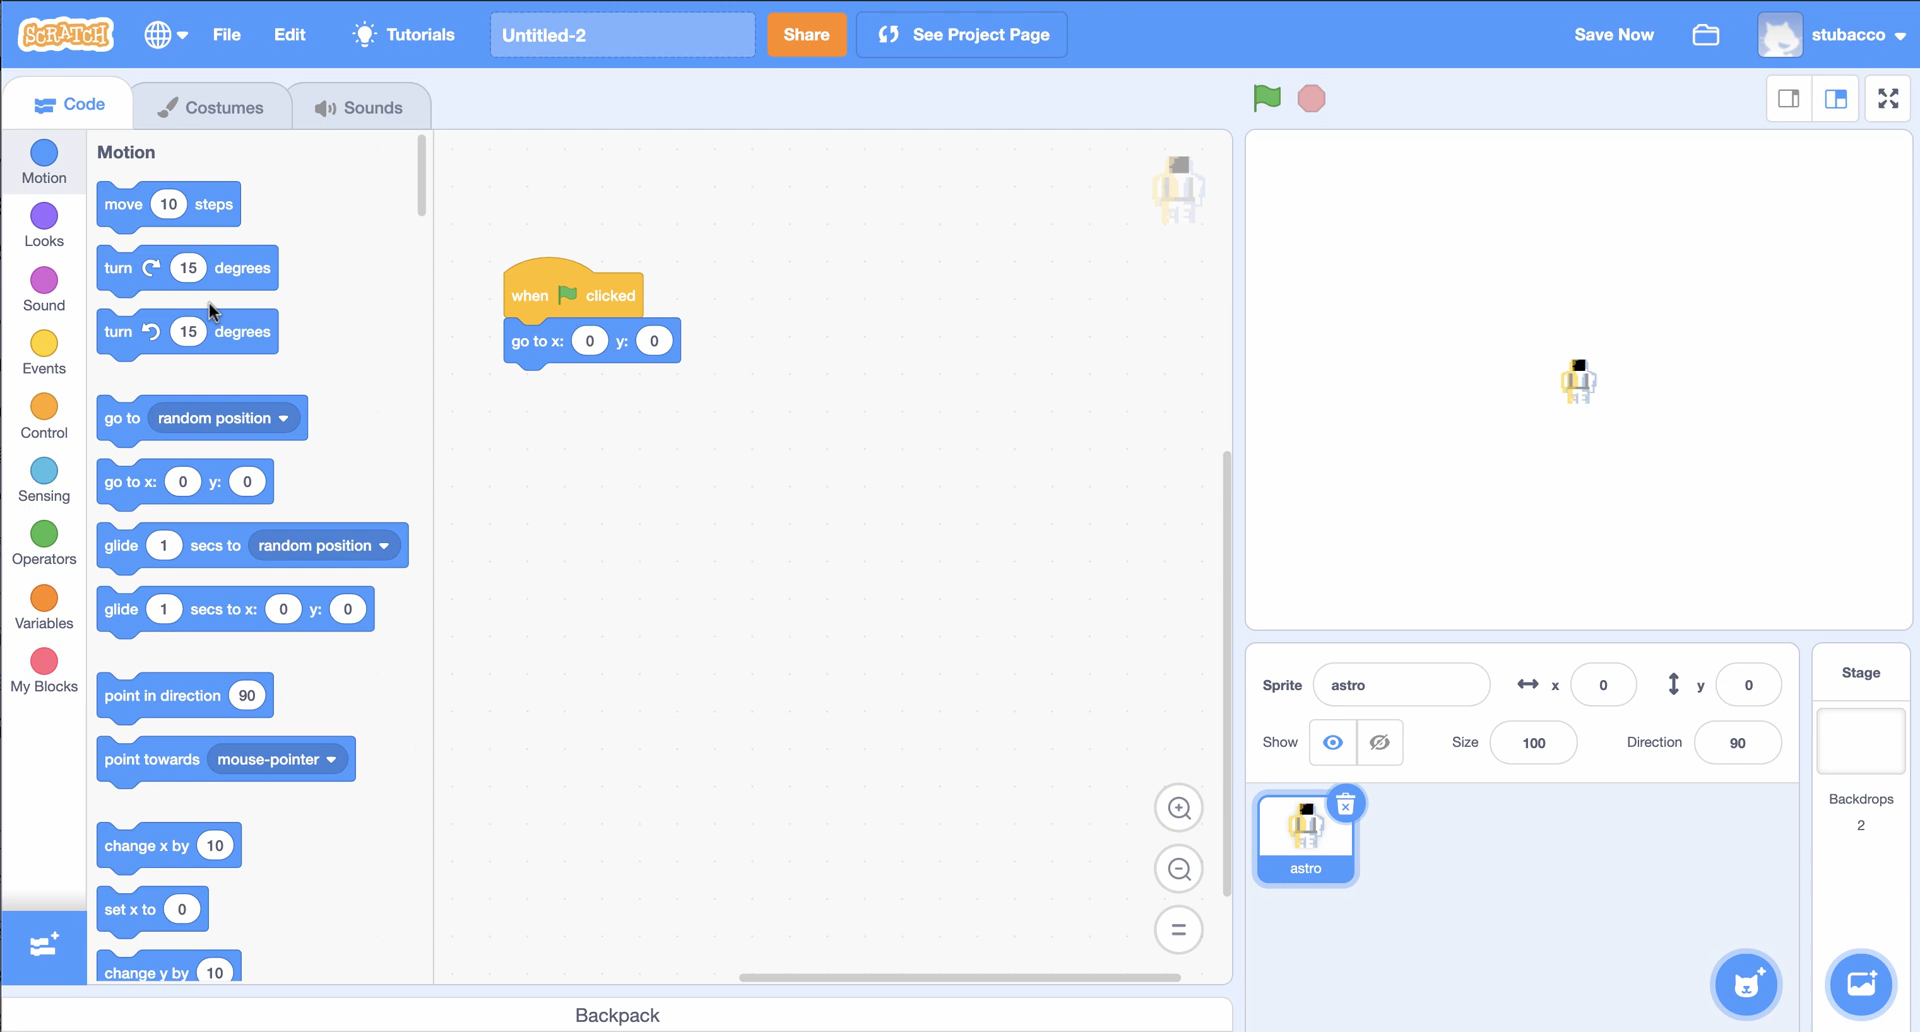 SCRATCH File Edit Tutorials Untitled-2 Share See Project Page Save Now stubacco
Code Costumes Sounds
Motion
Looks
Sound
Events
Control
Sensing
Operators
Variables
My Blocks
Motion
move 10 steps
turn 15 degrees
turn 15 degrees
go to random position
go to x: 0 y: 0
glide 1 secs to random position
glide 1 secs to x: 0 y: 0
point in direction 90
point towards mouse-pointer
change x by 10
set x to 0
change y by 10
when clicked
go to x: 0 y: 0
Sprite astro x 0 y 0
Show Size 100 Direction 90
astro
Stage
Backdrops
2
Backpack